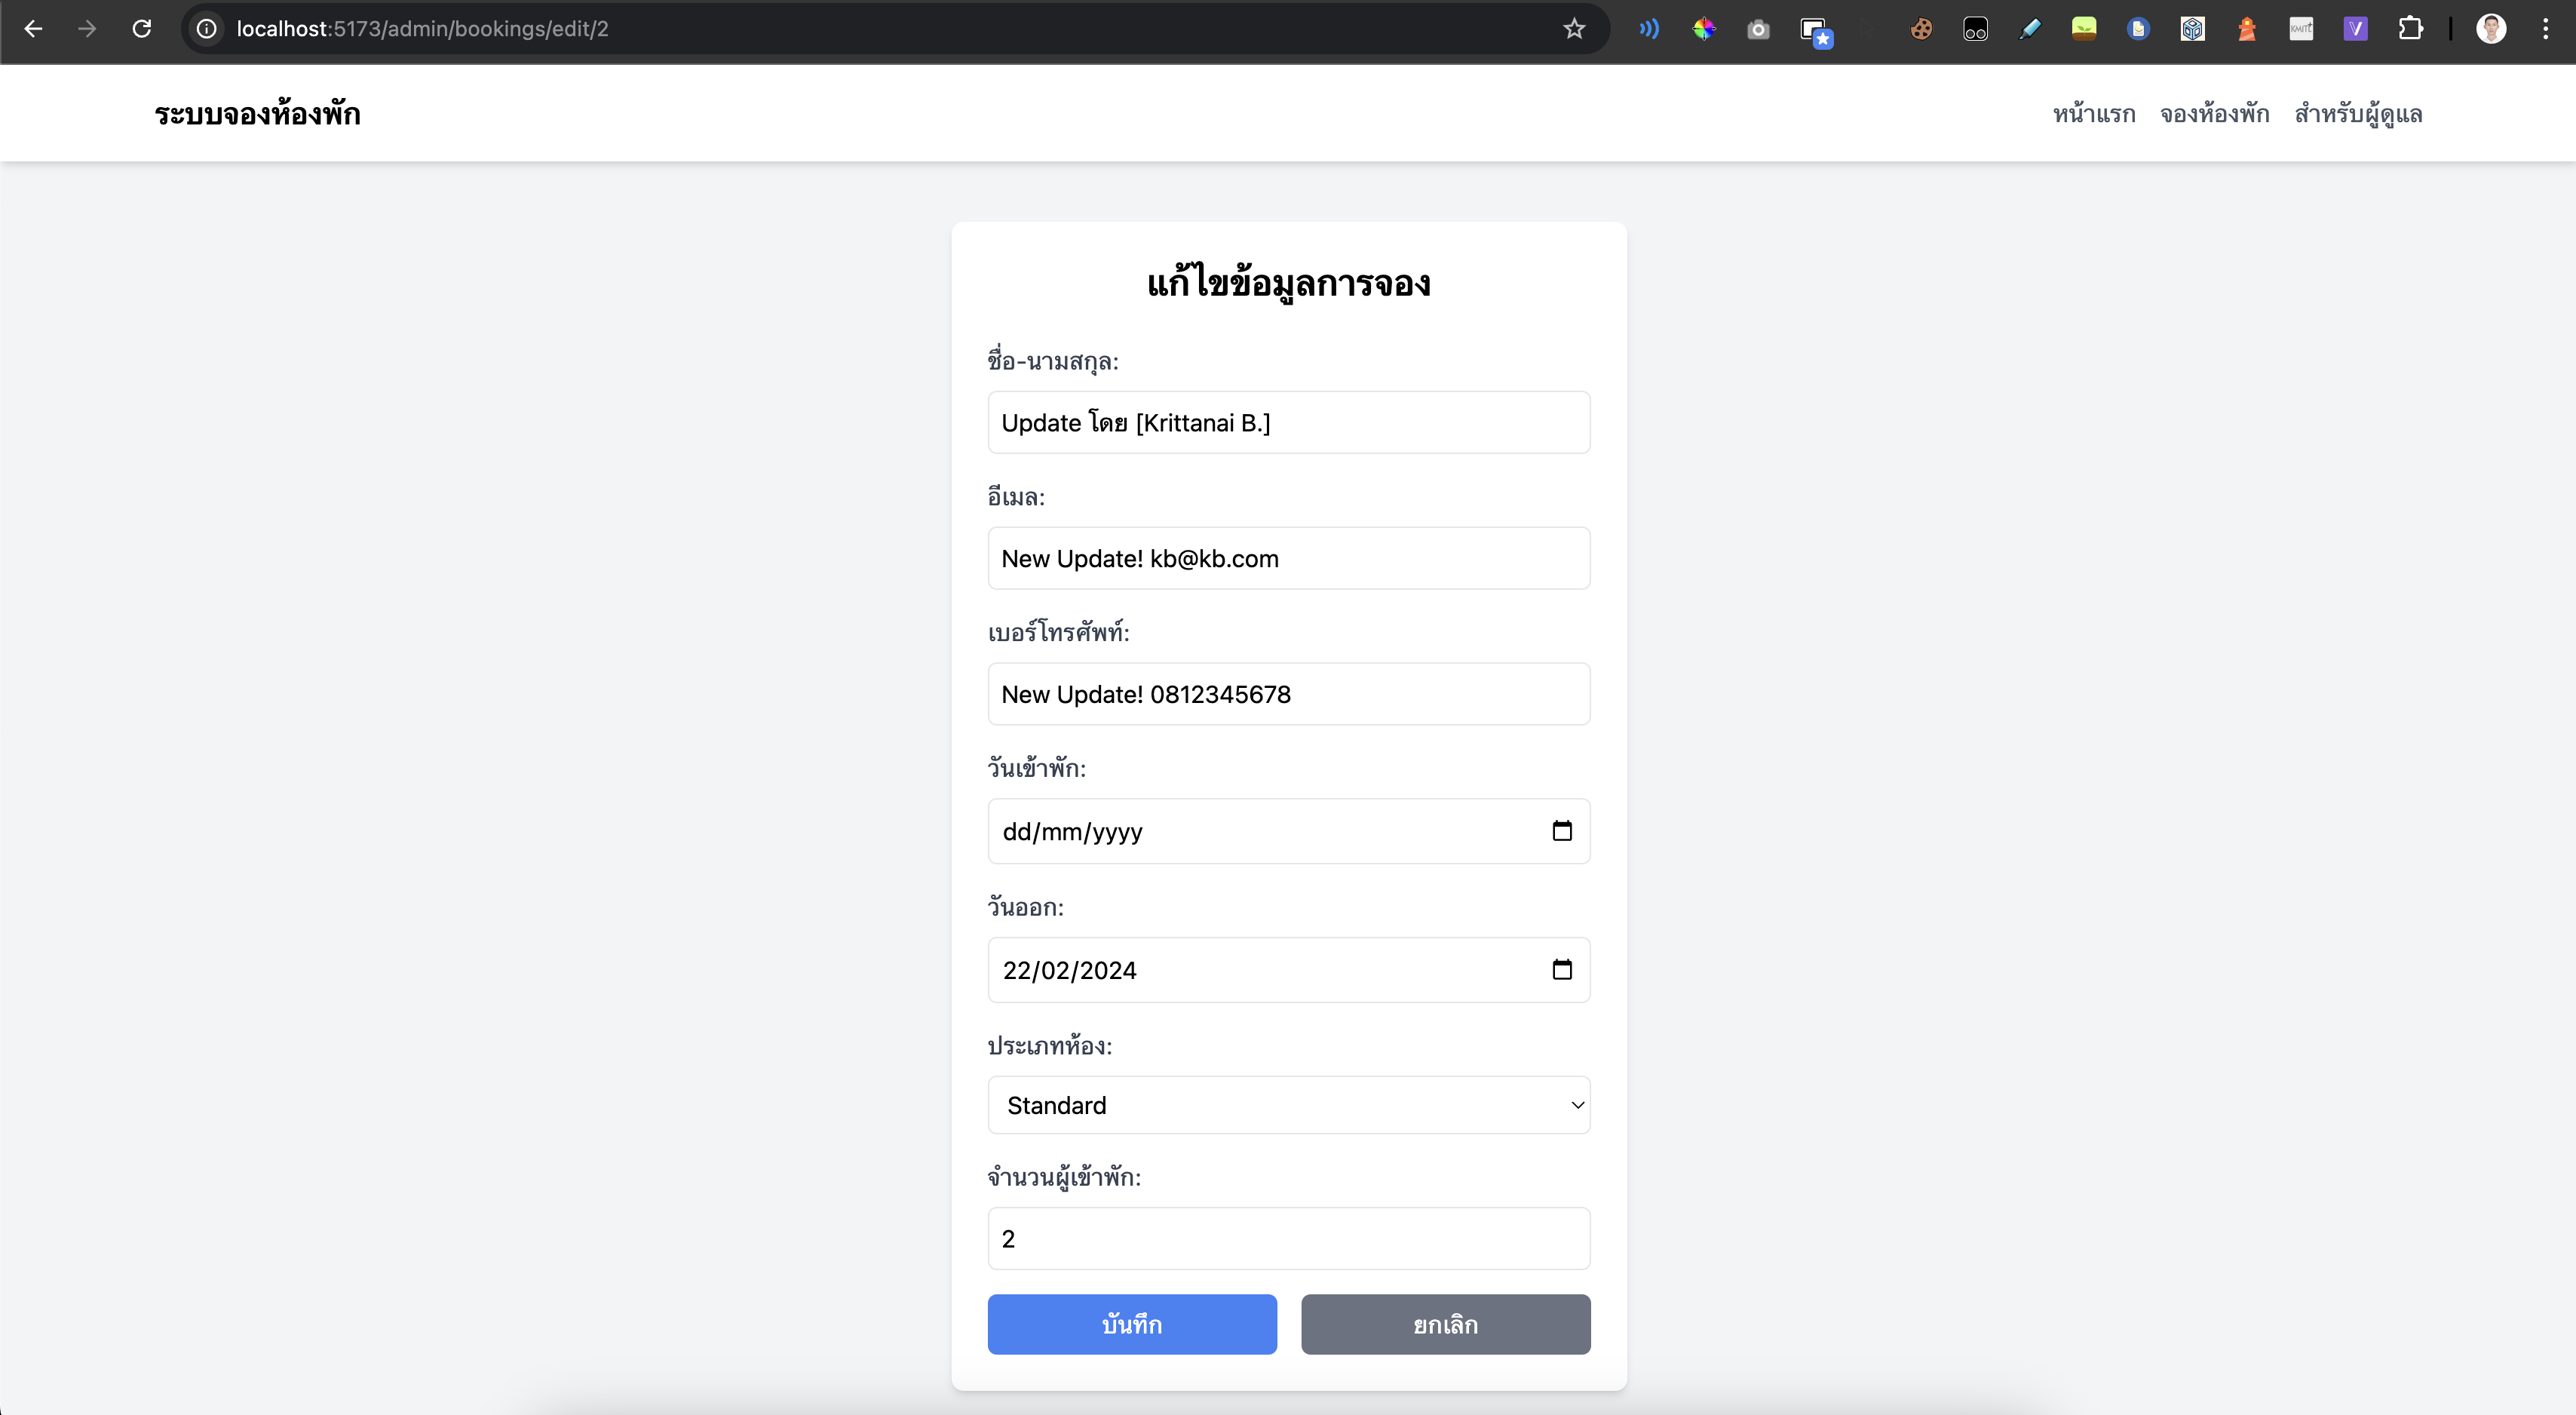 localhost:5173/admin/bookings/edit/2
ระบบจองห้องพัก
หน้าแรก จองห้องพัก สำหรับผู้ดูแล
แก้ไขข้อมูลการจอง
ชื่อ-นามสกุล:
Update โดย [Krittanai B.]
อีเมล:
New Update! kb@kb.com
เบอร์โทรศัพท์:
New Update! 0812345678
วันเข้าพัก:
dd/mm/yyyy
วันออก:
22/02/2024
ประเภทห้อง:
Standard
จำนวนผู้เข้าพัก:
2
บันทึก ยกเลิก